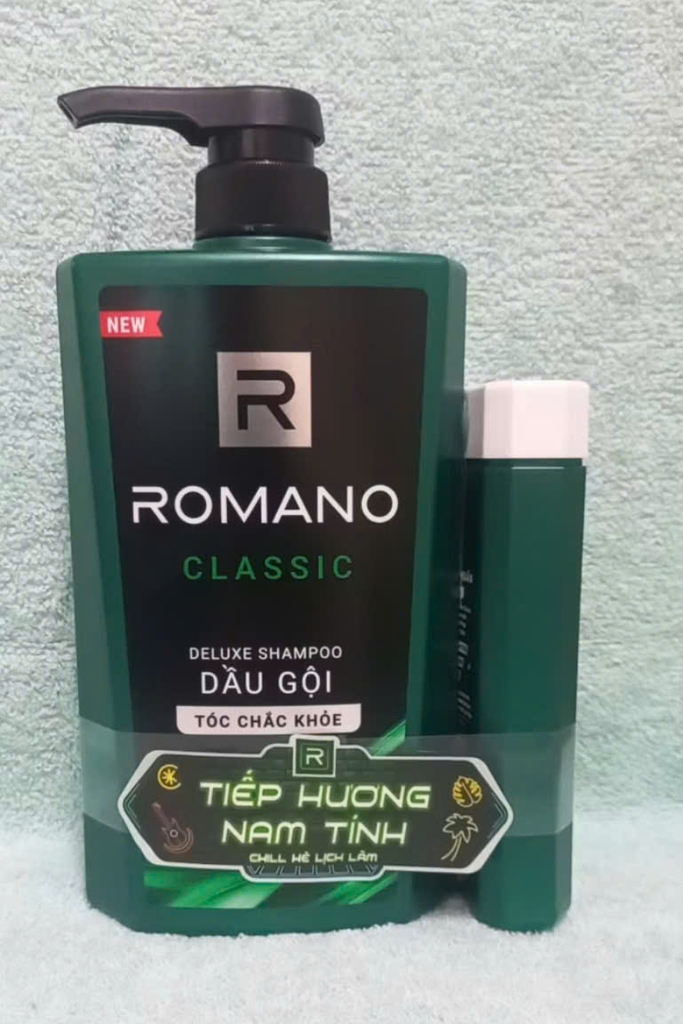 NEW
R
ROMANO
CLASSIC
DELUXE SHAMPOO
DẦU GỘI
TÓC CHẮC KHỎE
R
TIẾP HƯƠNG
NAM TÍNH
CHILL HÈ LỊCH LÃM